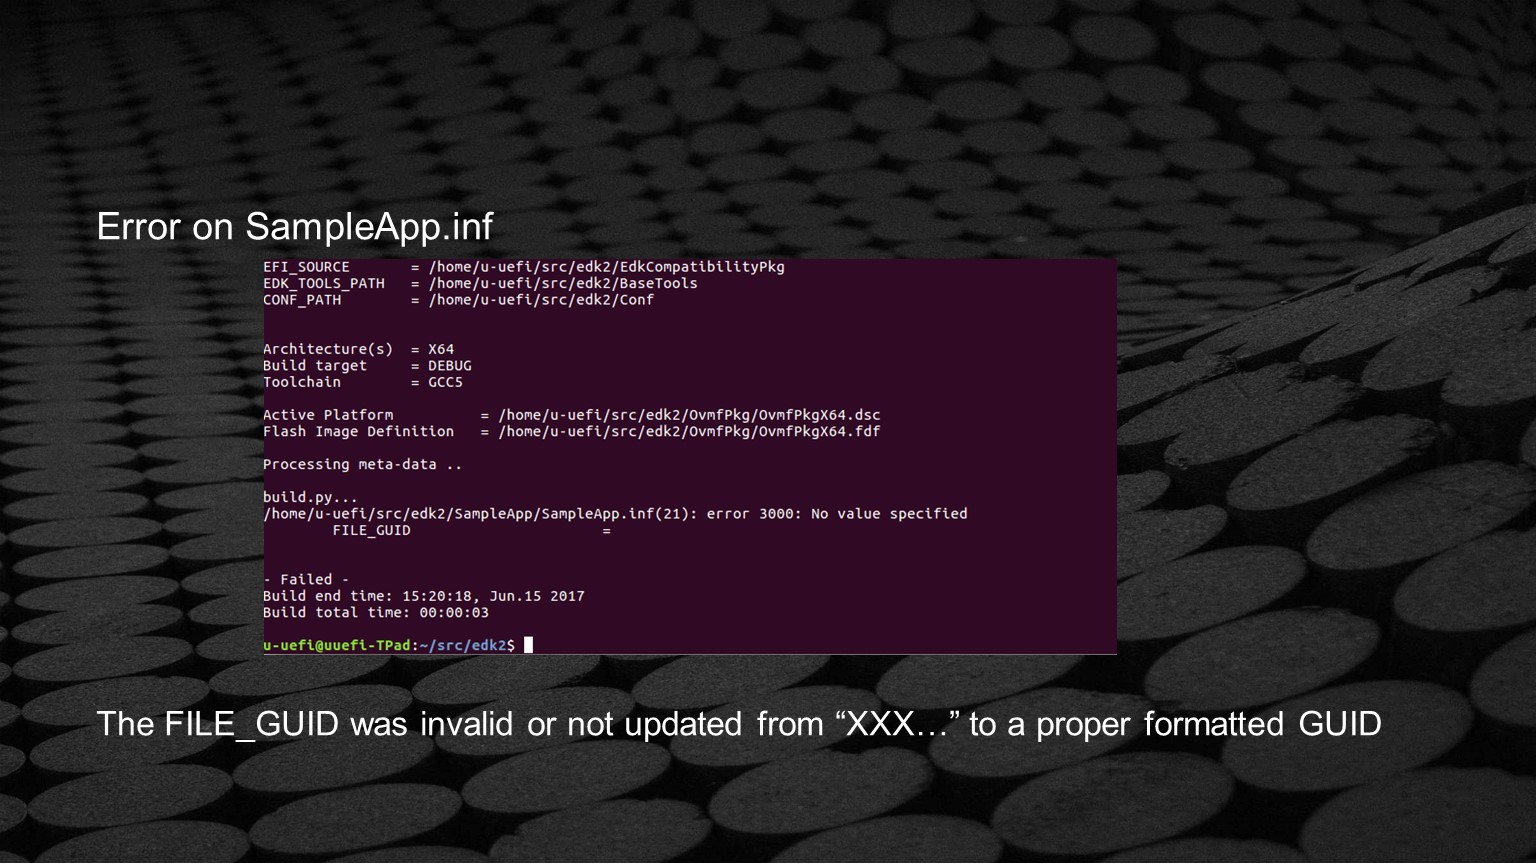 Error on SampleApp.inf
EFI_SOURCE       = /home/u-uefi/src/edk2/EdkCompatibilityPkg
EDK_TOOLS_PATH   = /home/u-uefi/src/edk2/BaseTools
CONF_PATH        = /home/u-uefi/src/edk2/Conf
Architecture(s)  = X64
Build target     = DEBUG
Toolchain        = GCC5
Active Platform          = /home/u-uefi/src/edk2/OvmfPkg/OvmfPkgX64.dsc
Flash Image Definition   = /home/u-uefi/src/edk2/OvmfPkg/OvmfPkgX64.fdf
Processing meta-data ..
build.py...
/home/u-uefi/src/edk2/SampleApp/SampleApp.inf(21): error 3000: No value specified
        FILE_GUID                      =
- Failed -
Build end time: 15:20:18, Jun.15 2017
Build total time: 00:00:03
u-uefi@uuefi-TPad:~/src/edk2$
The FILE_GUID was invalid or not updated from “XXX…” to a proper formatted GUID